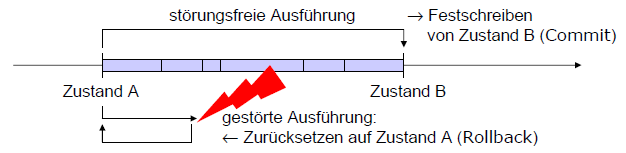 störungsfreie Ausführung
→ Festschreiben
von Zustand B (Commit)
Zustand A
Zustand B
gestörte Ausführung:
← Zurücksetzen auf Zustand A (Rollback)